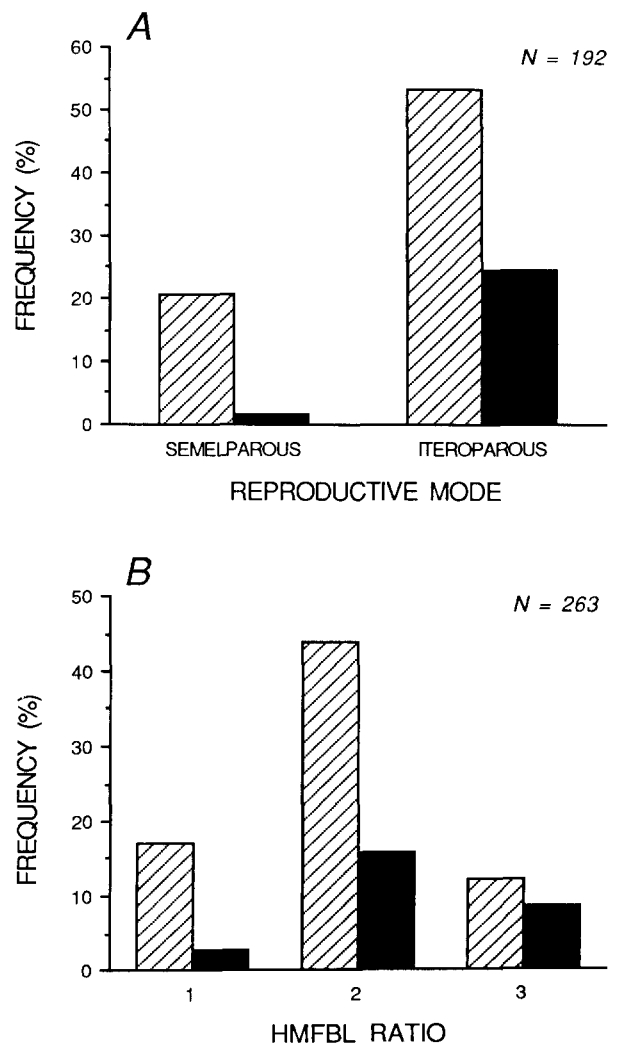 A
N = 192
60
50
40
30
20
10
0
FREQUENCY (%)
SEMELPAROUS ITEROPAROUS
REPRODUCTIVE MODE
B
N = 263
50
40
30
20
10
0
FREQUENCY (%)
1 2 3
HMFBL RATIO